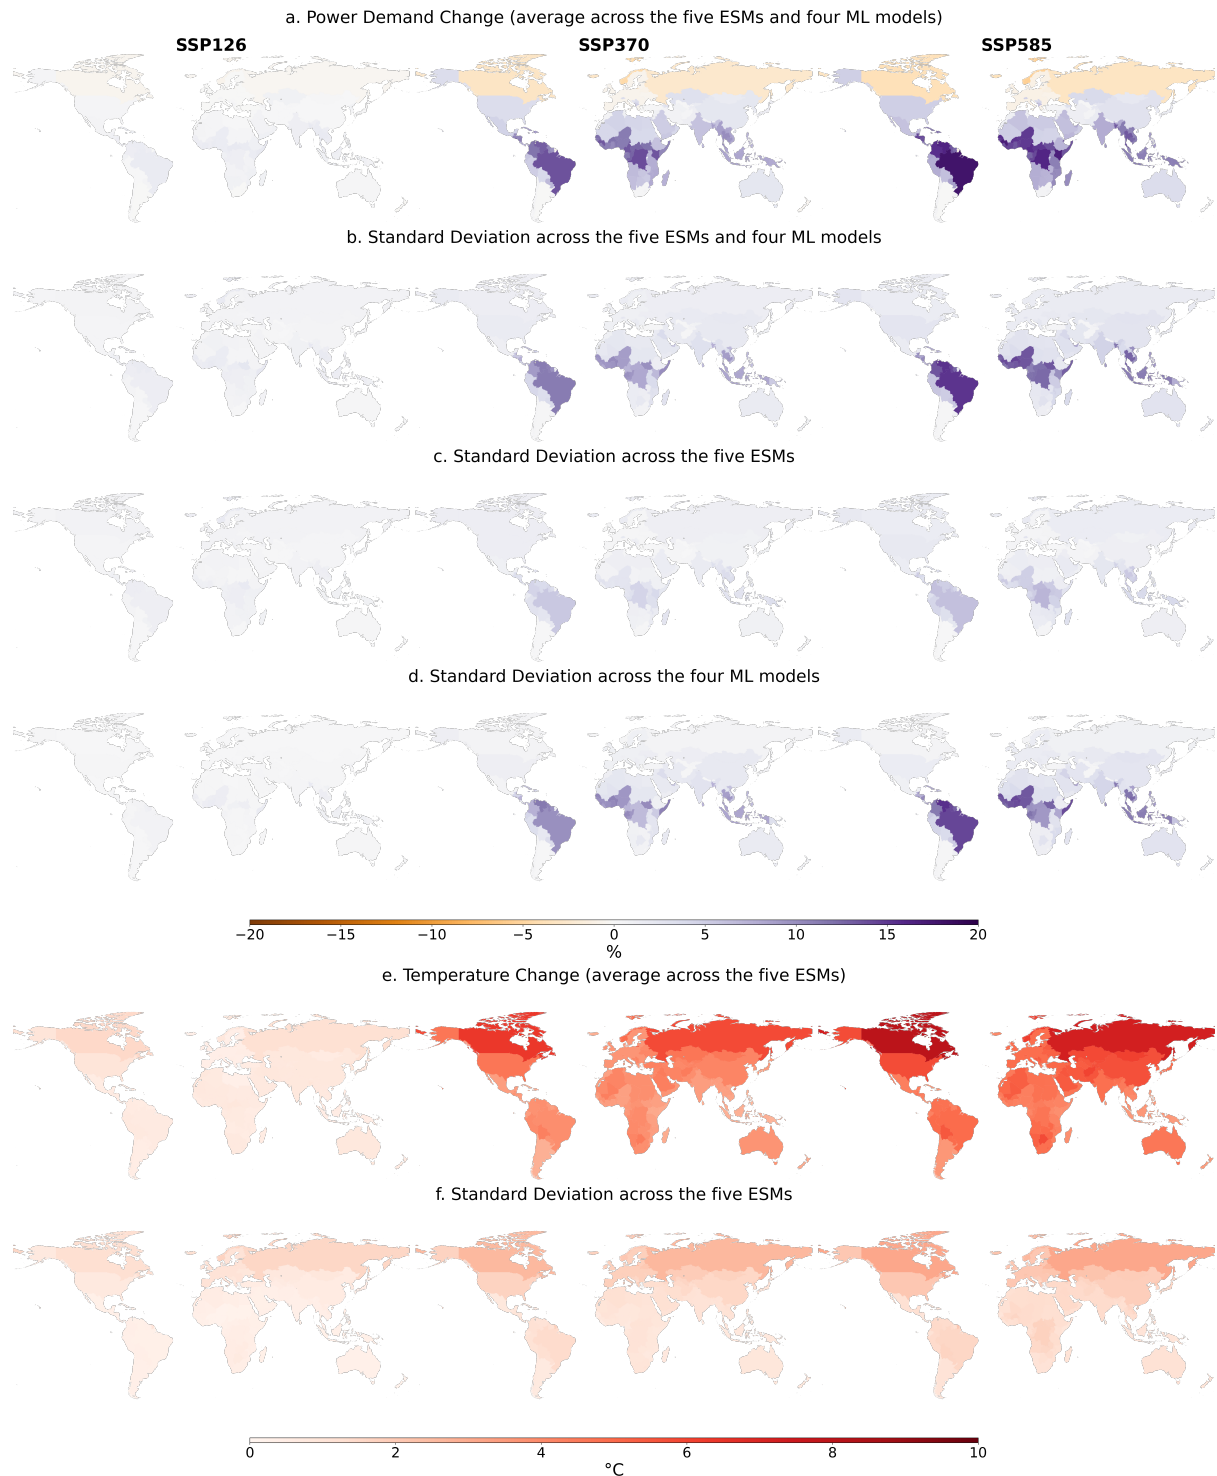 a. Power Demand Change (average across the five ESMs and four ML models)
SSP126 SSP370 SSP585
b. Standard Deviation across the five ESMs and four ML models
c. Standard Deviation across the five ESMs
d. Standard Deviation across the four ML models
−20 −15 −10 −5 0 5 10 15 20
%
e. Temperature Change (average across the five ESMs)
f. Standard Deviation across the five ESMs
0 2 4 6 8 10
°C